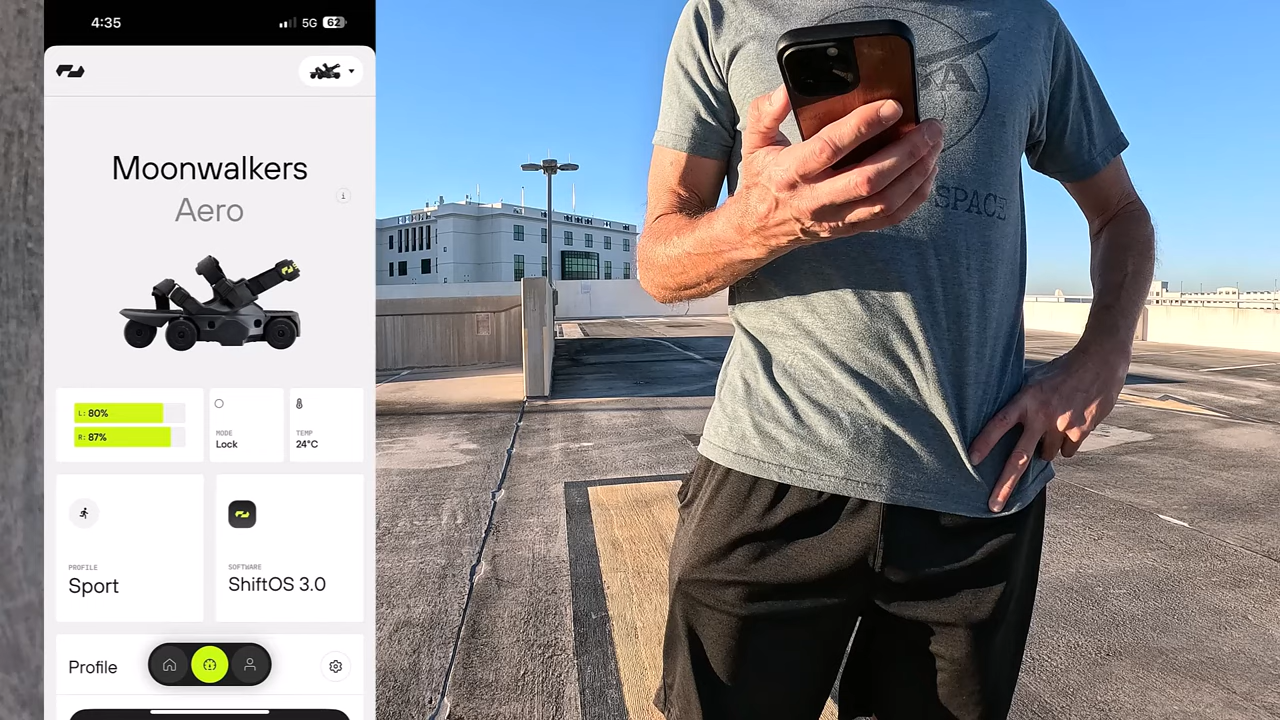 4:35
5G 62
Moonwalkers
Aero
i
L: 80%
R: 87%
MODE
Lock
TEMP
24°C
PROFILE
Sport
SOFTWARE
ShiftOS 3.0
Profile
SPACE